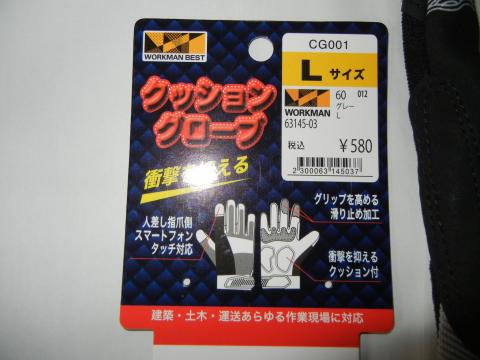 WORKMAN BEST
クッション
グローブ
衝撃を抑える
人差し指爪側
スマートフォン
タッチ対応
グリップを高める
滑り止め加工
衝撃を抑える
クッション付
建築・土木・運送あらゆる作業現場に対応
CG001
Lサイズ
WORKMAN
60 012
グレー
L
63145-03
税込 ¥580
2300063145037